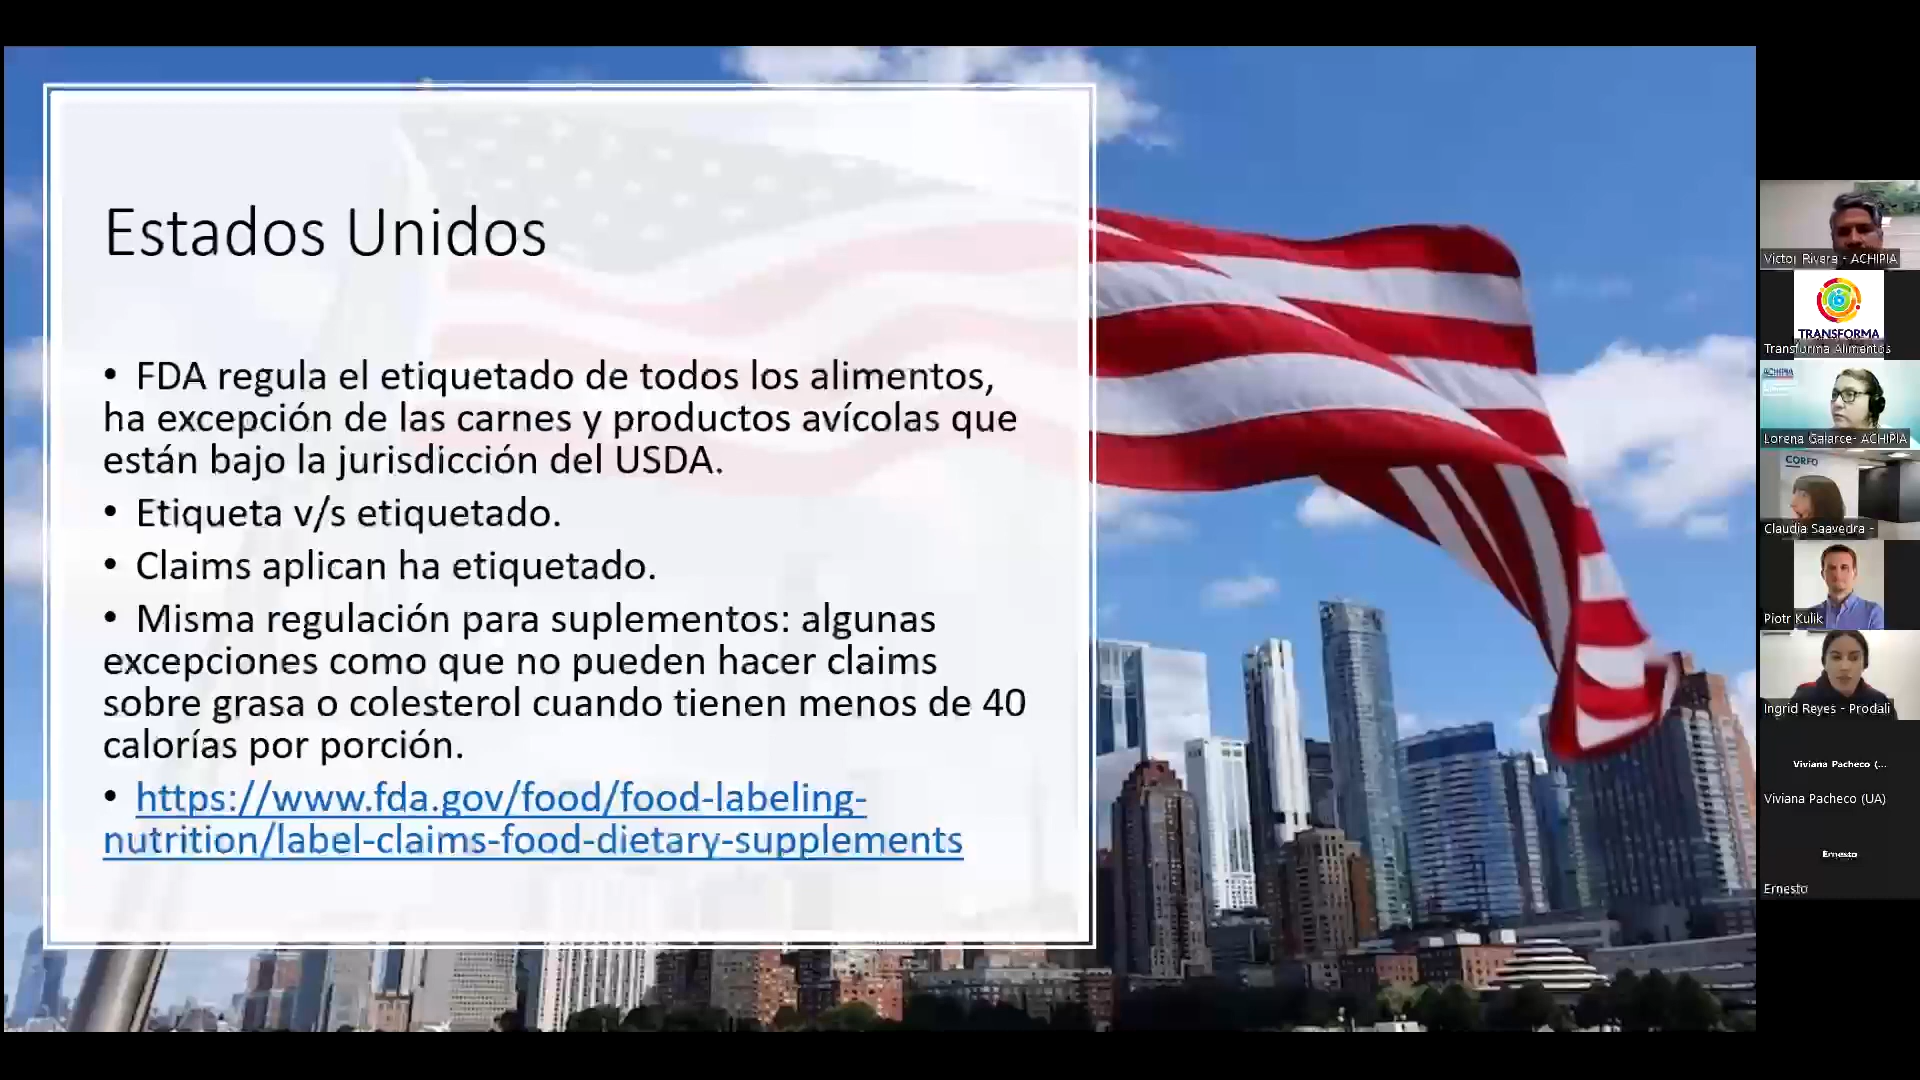 Estados Unidos
• FDA regula el etiquetado de todos los alimentos,
ha excepción de las carnes y productos avícolas que
están bajo la jurisdicción del USDA.
• Etiqueta v/s etiquetado.
• Claims aplican ha etiquetado.
• Misma regulación para suplementos: algunas
excepciones como que no pueden hacer claims
sobre grasa o colesterol cuando tienen menos de 40
calorías por porción.
• https://www.fda.gov/food/food-labeling-
nutrition/label-claims-food-dietary-supplements
Victor Rivera - ACHIPIA
TRANSFORMA
Transforma Alimentos
ACHIPIA
Lorena Galarce- ACHIPIA
CORFO
Claudia Saavedra -
Piotr Kulik
Ingrid Reyes - Prodali
Viviana Pacheco (...
Viviana Pacheco (UA)
Ernesto
Ernesto